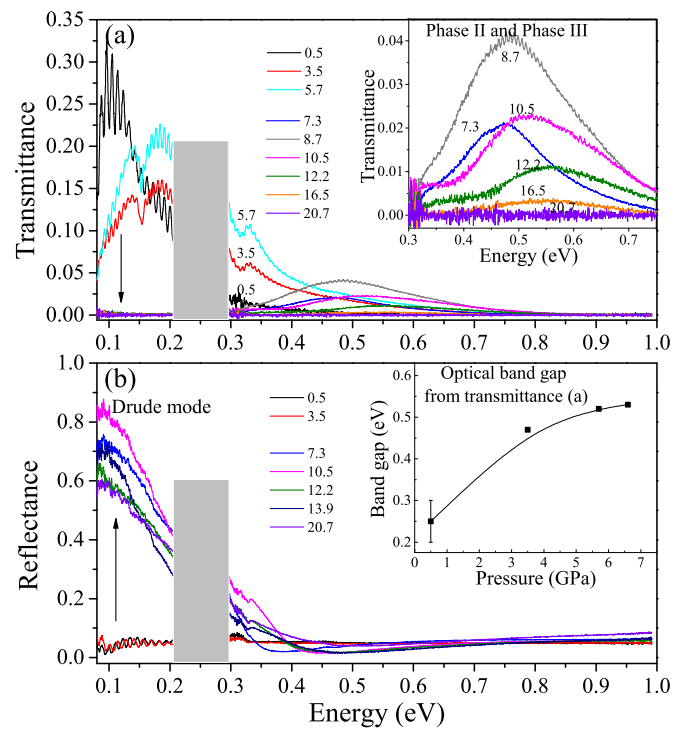 (a)
Transmittance
0.35
0.30
0.25
0.20
0.15
0.10
0.05
0.00
0.5
3.5
5.7
7.3
8.7
10.5
12.2
16.5
20.7
5.7
3.5
0.5
0.1 0.2 0.3 0.4 0.5 0.6 0.7 0.8 0.9 1.0
Phase II and Phase III
Transmittance
0.04
0.03
0.02
0.01
0.00
8.7
7.3
10.5
12.2
16.5
20.7
0.3 0.4 0.5 0.6 0.7
Energy (eV)
(b)
Drude mode
Reflectance
1.0
0.8
0.6
0.4
0.2
0.0
0.5
3.5
7.3
10.5
12.2
13.9
20.7
Optical band gap
from transmittance (a)
Band gap (eV)
0.6
0.5
0.3
0.2
0 1 2 3 4 5 6 7
Pressure (GPa)
0.1 0.2 0.3 0.4 0.5 0.6 0.7 0.8 0.9 1.0
Energy (eV)